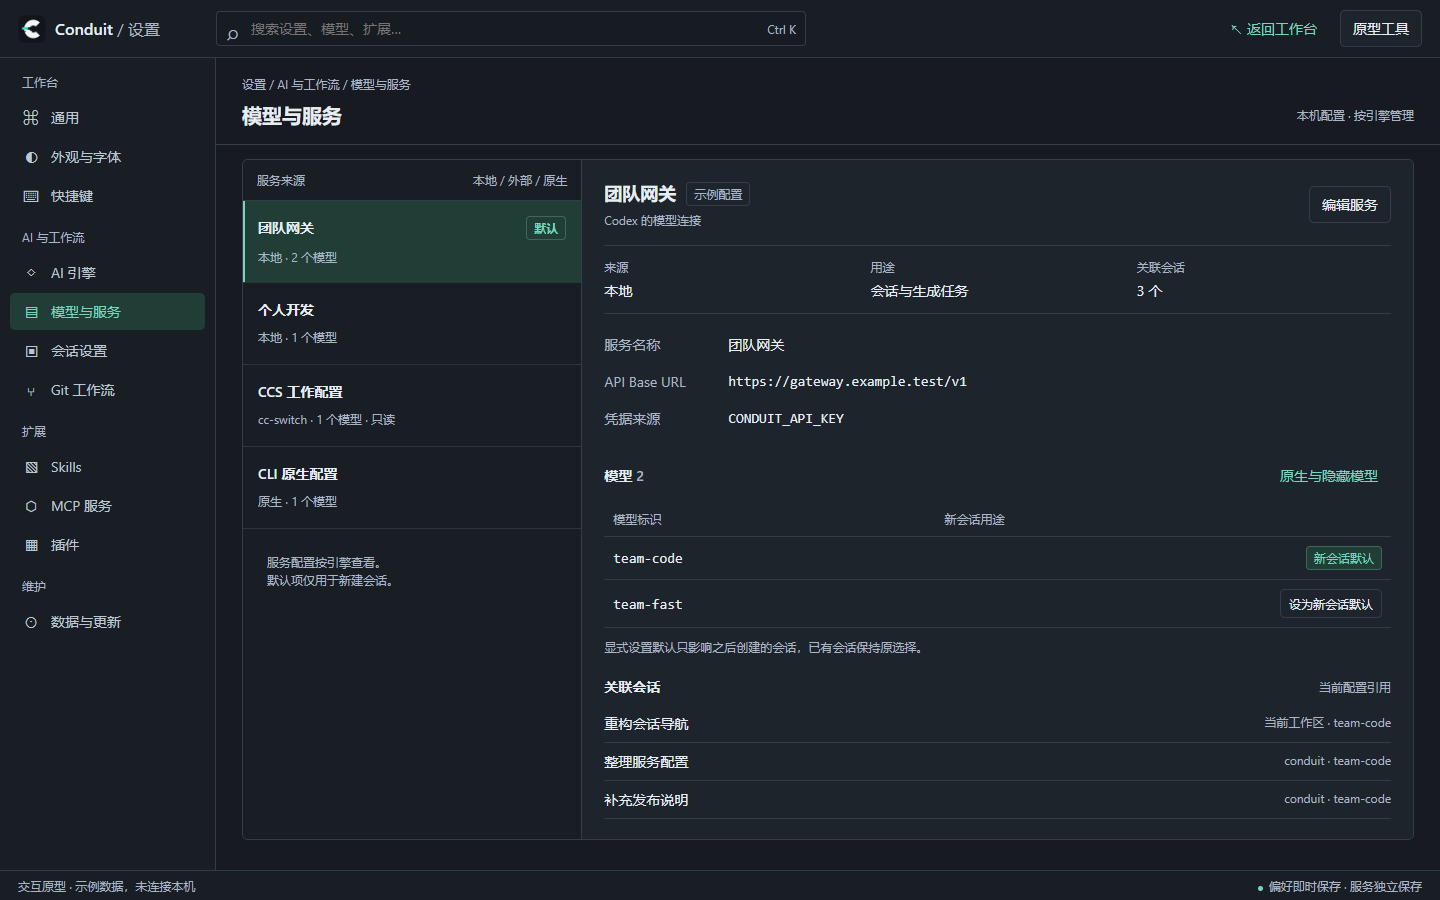 Conduit / 设置
搜索设置、模型、扩展...
Ctrl K
返回工作台
原型工具
工作台
通用
外观与字体
快捷键
AI 与工作流
AI 引擎
模型与服务
会话设置
Git 工作流
扩展
Skills
MCP 服务
插件
维护
数据与更新
设置 / AI 与工作流 / 模型与服务
模型与服务
本机配置 · 按引擎管理
服务来源
本地 / 外部 / 原生
团队网关
默认
本地 · 2 个模型
个人开发
本地 · 1 个模型
CCS 工作配置
cc-switch · 1 个模型 · 只读
CLI 原生配置
原生 · 1 个模型
服务配置按引擎查看。
默认项仅用于新建会话。
团队网关
示例配置
Codex 的模型连接
编辑服务
来源
用途
关联会话
本地
会话与生成任务
3 个
服务名称
团队网关
API Base URL
https://gateway.example.test/v1
凭据来源
CONDUIT_API_KEY
模型 2
原生与隐藏模型
模型标识
新会话用途
team-code
新会话默认
team-fast
设为新会话默认
显式设置默认只影响之后创建的会话，已有会话保持原选择。
关联会话
当前配置引用
重构会话导航
当前工作区 · team-code
整理服务配置
conduit · team-code
补充发布说明
conduit · team-code
交互原型 · 示例数据，未连接本机
偏好即时保存 · 服务独立保存